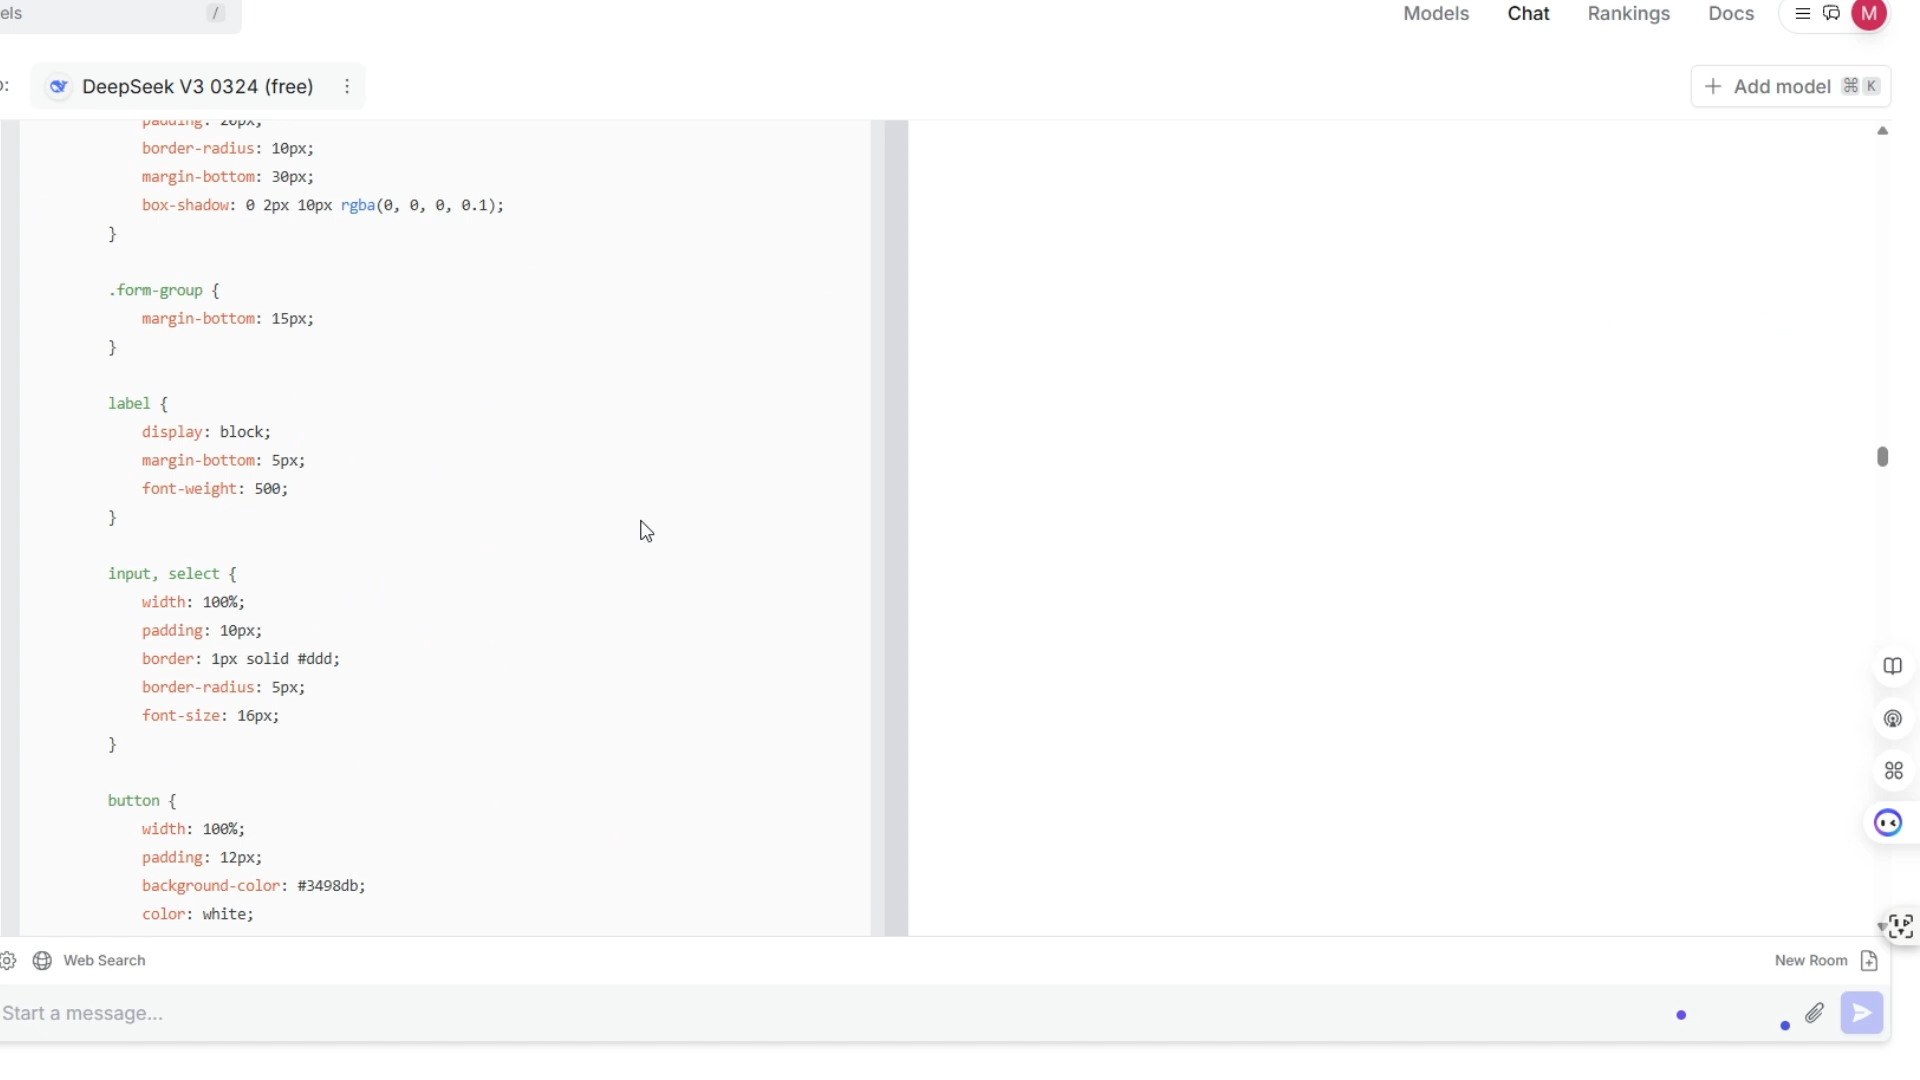 els
/
Models
Chat
Rankings
Docs
M
DeepSeek V3 0324 (free)
Add model ⌘ K
padding: 20px;
border-radius: 10px;
margin-bottom: 30px;
box-shadow: 0 2px 10px rgba(0, 0, 0, 0.1);
}
.form-group {
margin-bottom: 15px;
}
label {
display: block;
margin-bottom: 5px;
font-weight: 500;
}
input, select {
width: 100%;
padding: 10px;
border: 1px solid #ddd;
border-radius: 5px;
font-size: 16px;
}
button {
width: 100%;
padding: 12px;
background-color: #3498db;
color: white;
Web Search
New Room
Start a message...